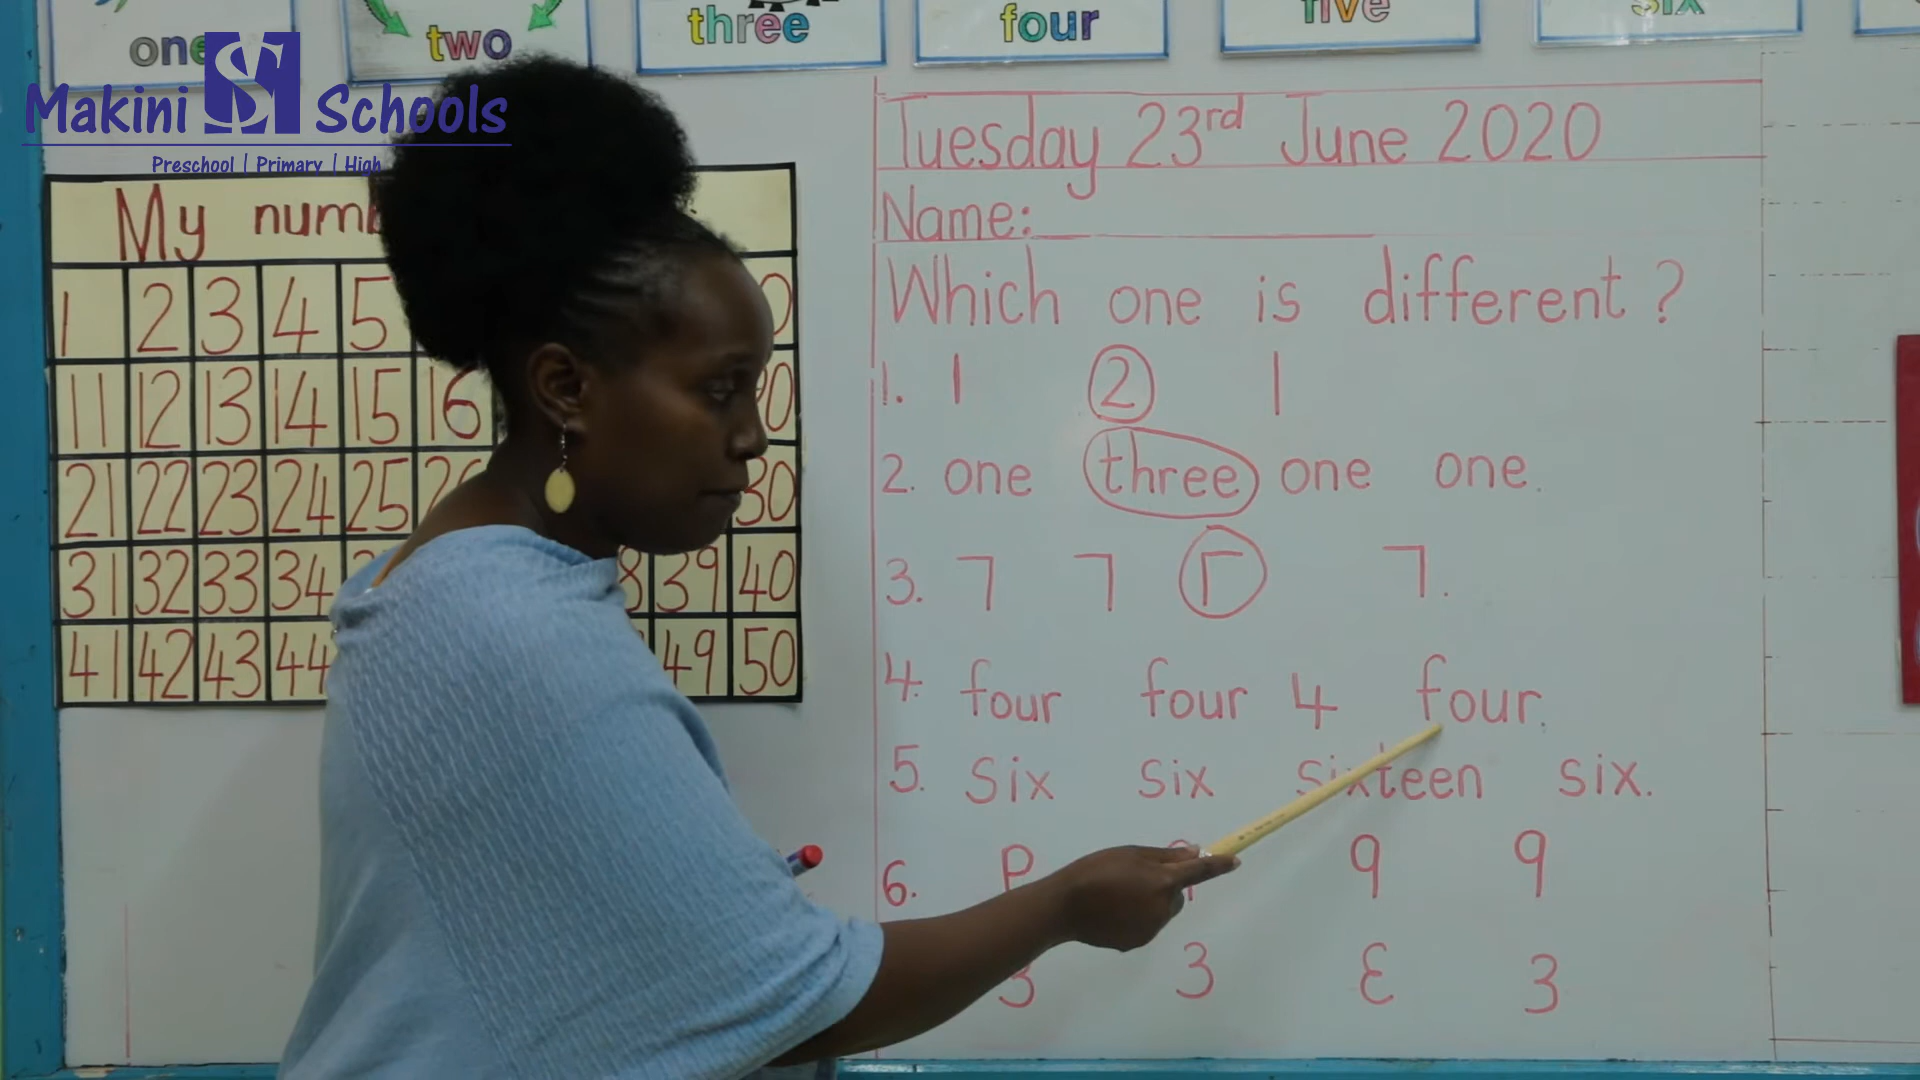 one two three four five six
Makini Schools
Preschool | Primary | High
My
1 2 3 4 5
11 12 13 14 15 16
21 22 23 24 25 30
31 32 33 34 39 40
41 42 43 44 49 50
Tuesday 23rd June 2020
Name:
Which one is different?
1. 1 2 1
2. one three one one.
3. 7 7 Γ 7.
4. four four 4 four.
5. six six sixteen six.
6. P 9 9
3 3 Ɛ 3